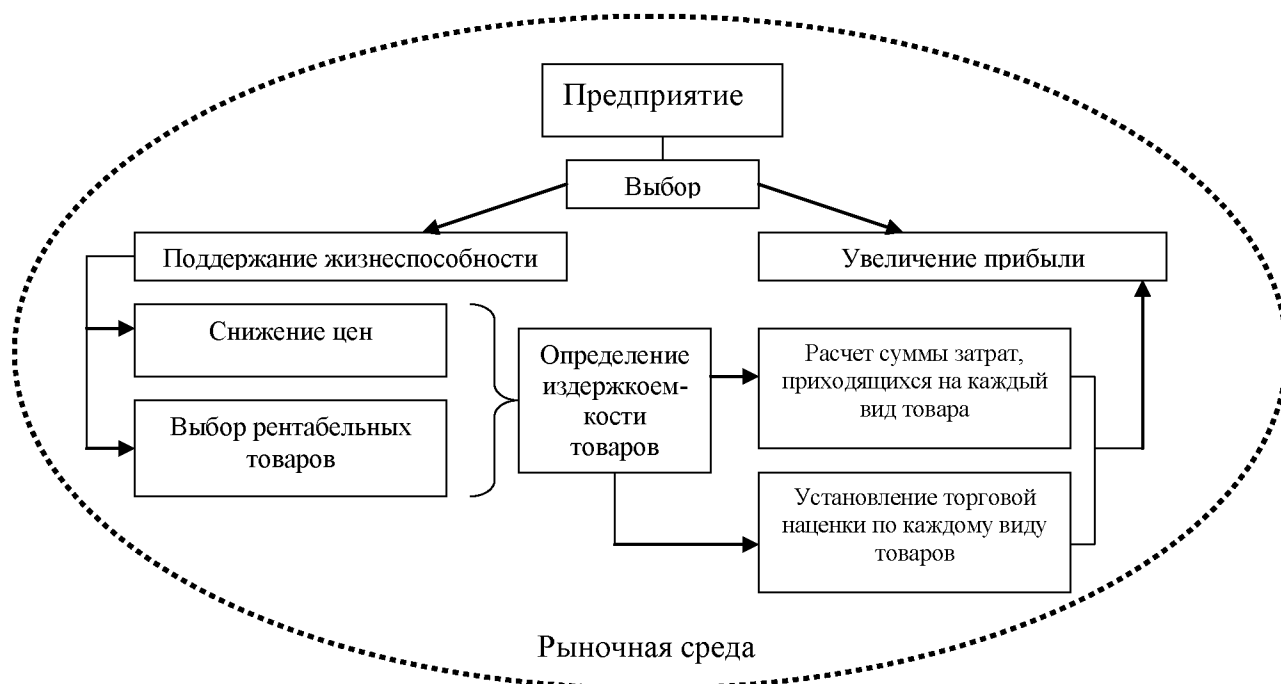 Предприятие
Выбор
Поддержание жизнеспособности
Увеличение прибыли
Снижение цен
Выбор рентабельных
товаров
Определение
издержкоем-
кости
товаров
Расчет суммы затрат,
приходящихся на каждый
вид товара
Установление торговой
наценки по каждому виду
товаров
Рыночная среда